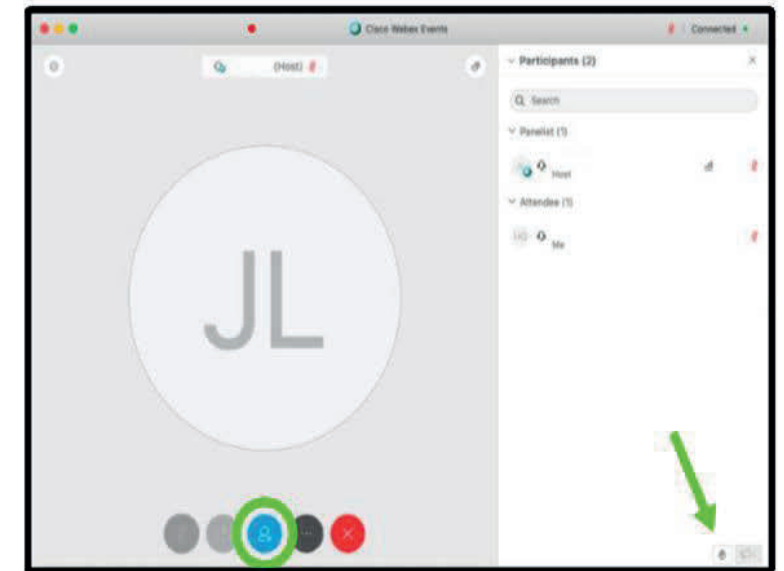 Cisco Webex Events
Connected
(Host)
Participants (2)
Search
Panelist (1)
Host
Attendee (1)
Me
JL